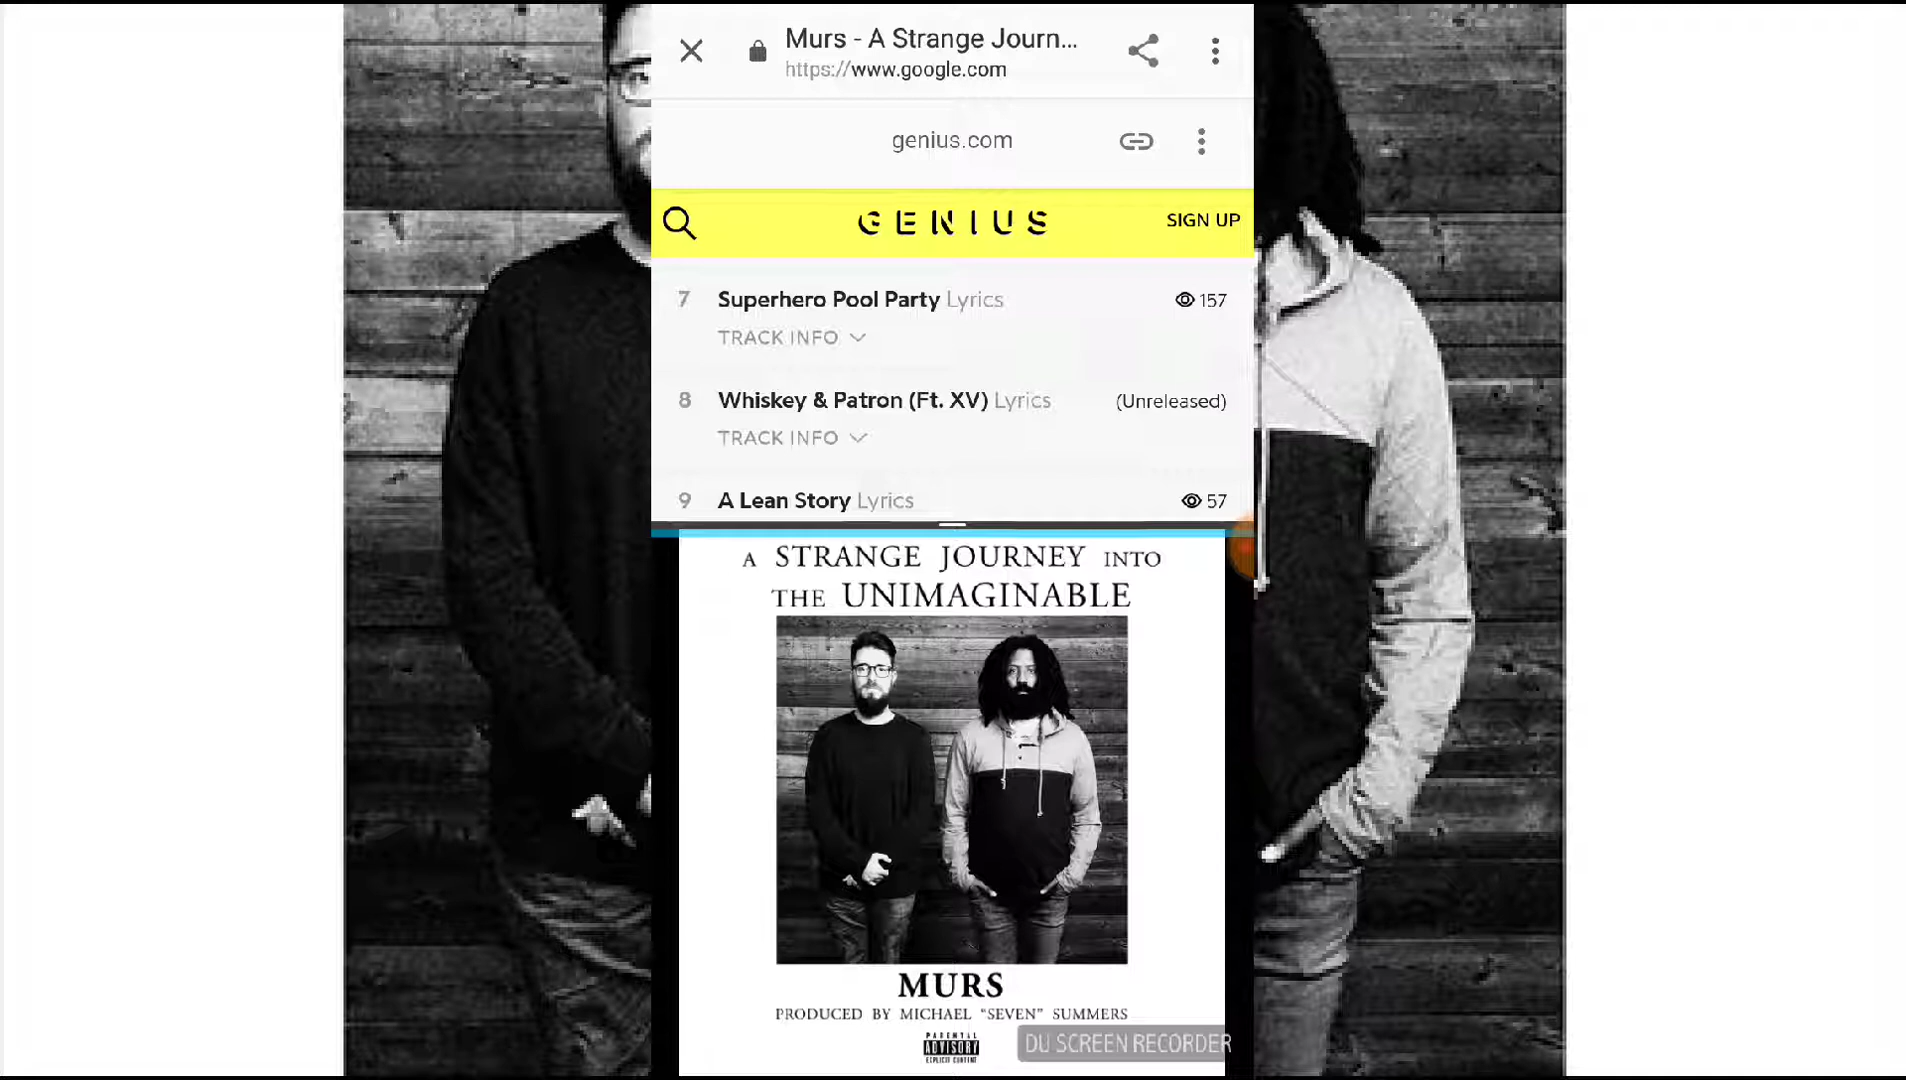 Murs - A Strange Journ...
https://www.google.com
genius.com
GENIUS
SIGN UP
7 Superhero Pool Party Lyrics 157
TRACK INFO
8 Whiskey & Patron (Ft. XV) Lyrics (Unreleased)
TRACK INFO
9 A Lean Story Lyrics 57
A STRANGE JOURNEY INTO
THE UNIMAGINABLE
MURS
PRODUCED BY MICHAEL "SEVEN" SUMMERS
PARENTAL
ADVISORY
EXPLICIT CONTENT
DU SCREEN RECORDER